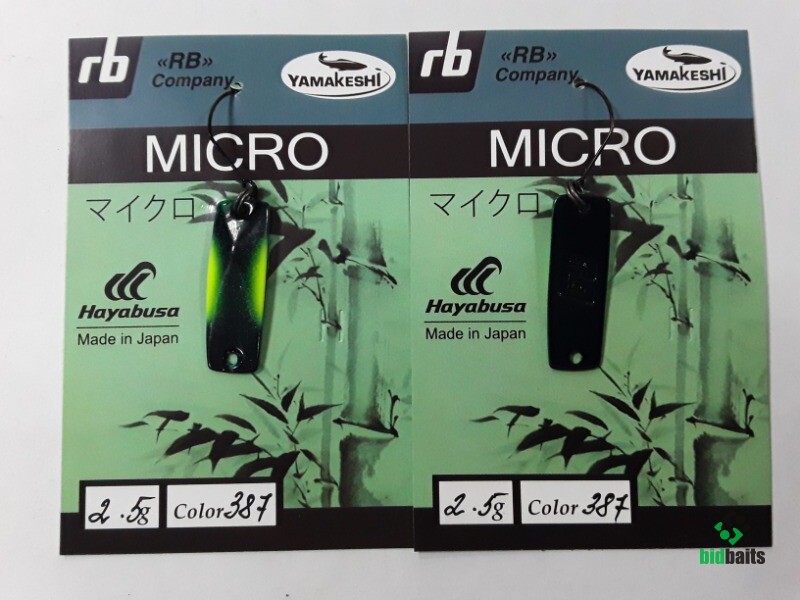 rb
«RB»
Company
YAMAKESHI
MICRO
マイクロ
Hayabusa
Made in Japan
2.5g
Color 387
rb
«RB»
Company
YAMAKESHI
MICRO
マイクロ
Hayabusa
Made in Japan
2.5g
Color 387
bidbaits